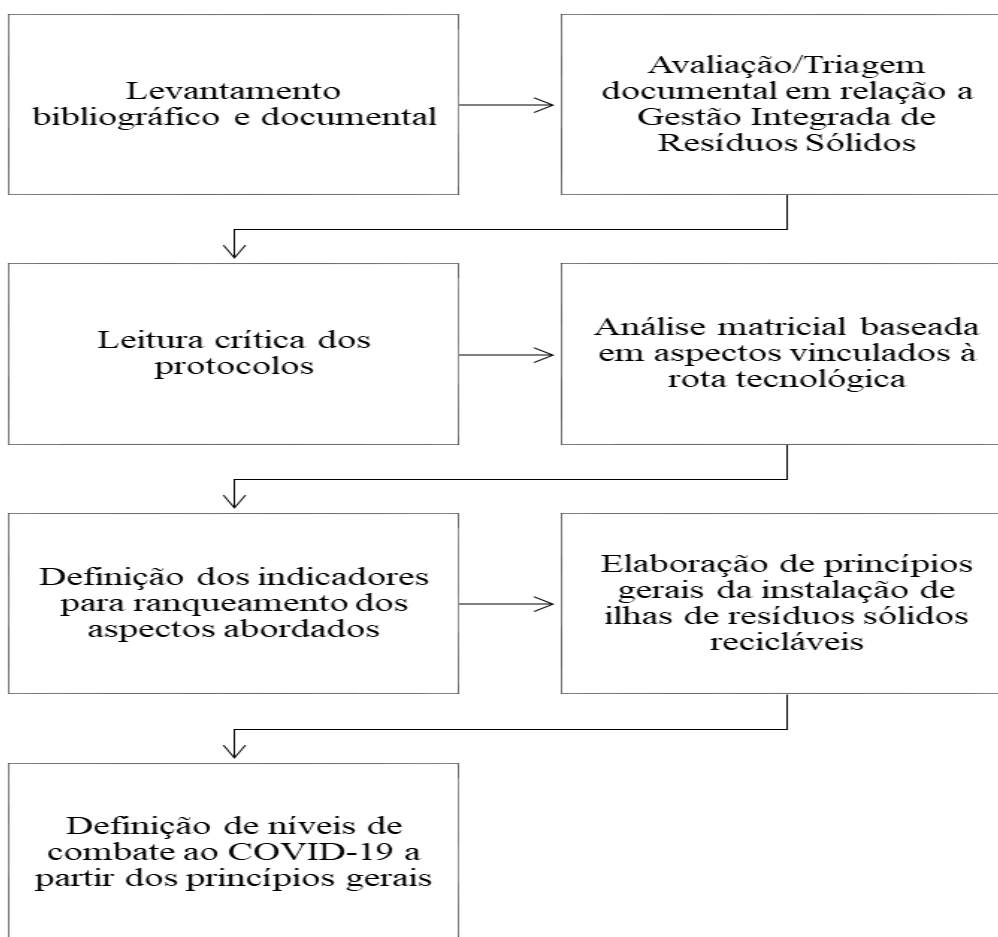 Levantamento
bibliográfico e documental
Avaliação/Triagem
documental em relação a
Gestão Integrada de
Resíduos Sólidos
Leitura crítica dos
protocolos
Análise matricial baseada
em aspectos vinculados à
rota tecnológica
Definição dos indicadores
para ranqueamento dos
aspectos abordados
Elaboração de princípios
gerais da instalação de
ilhas de resíduos sólidos
recicláveis
Definição de níveis de
combate ao COVID-19 a
partir dos princípios gerais